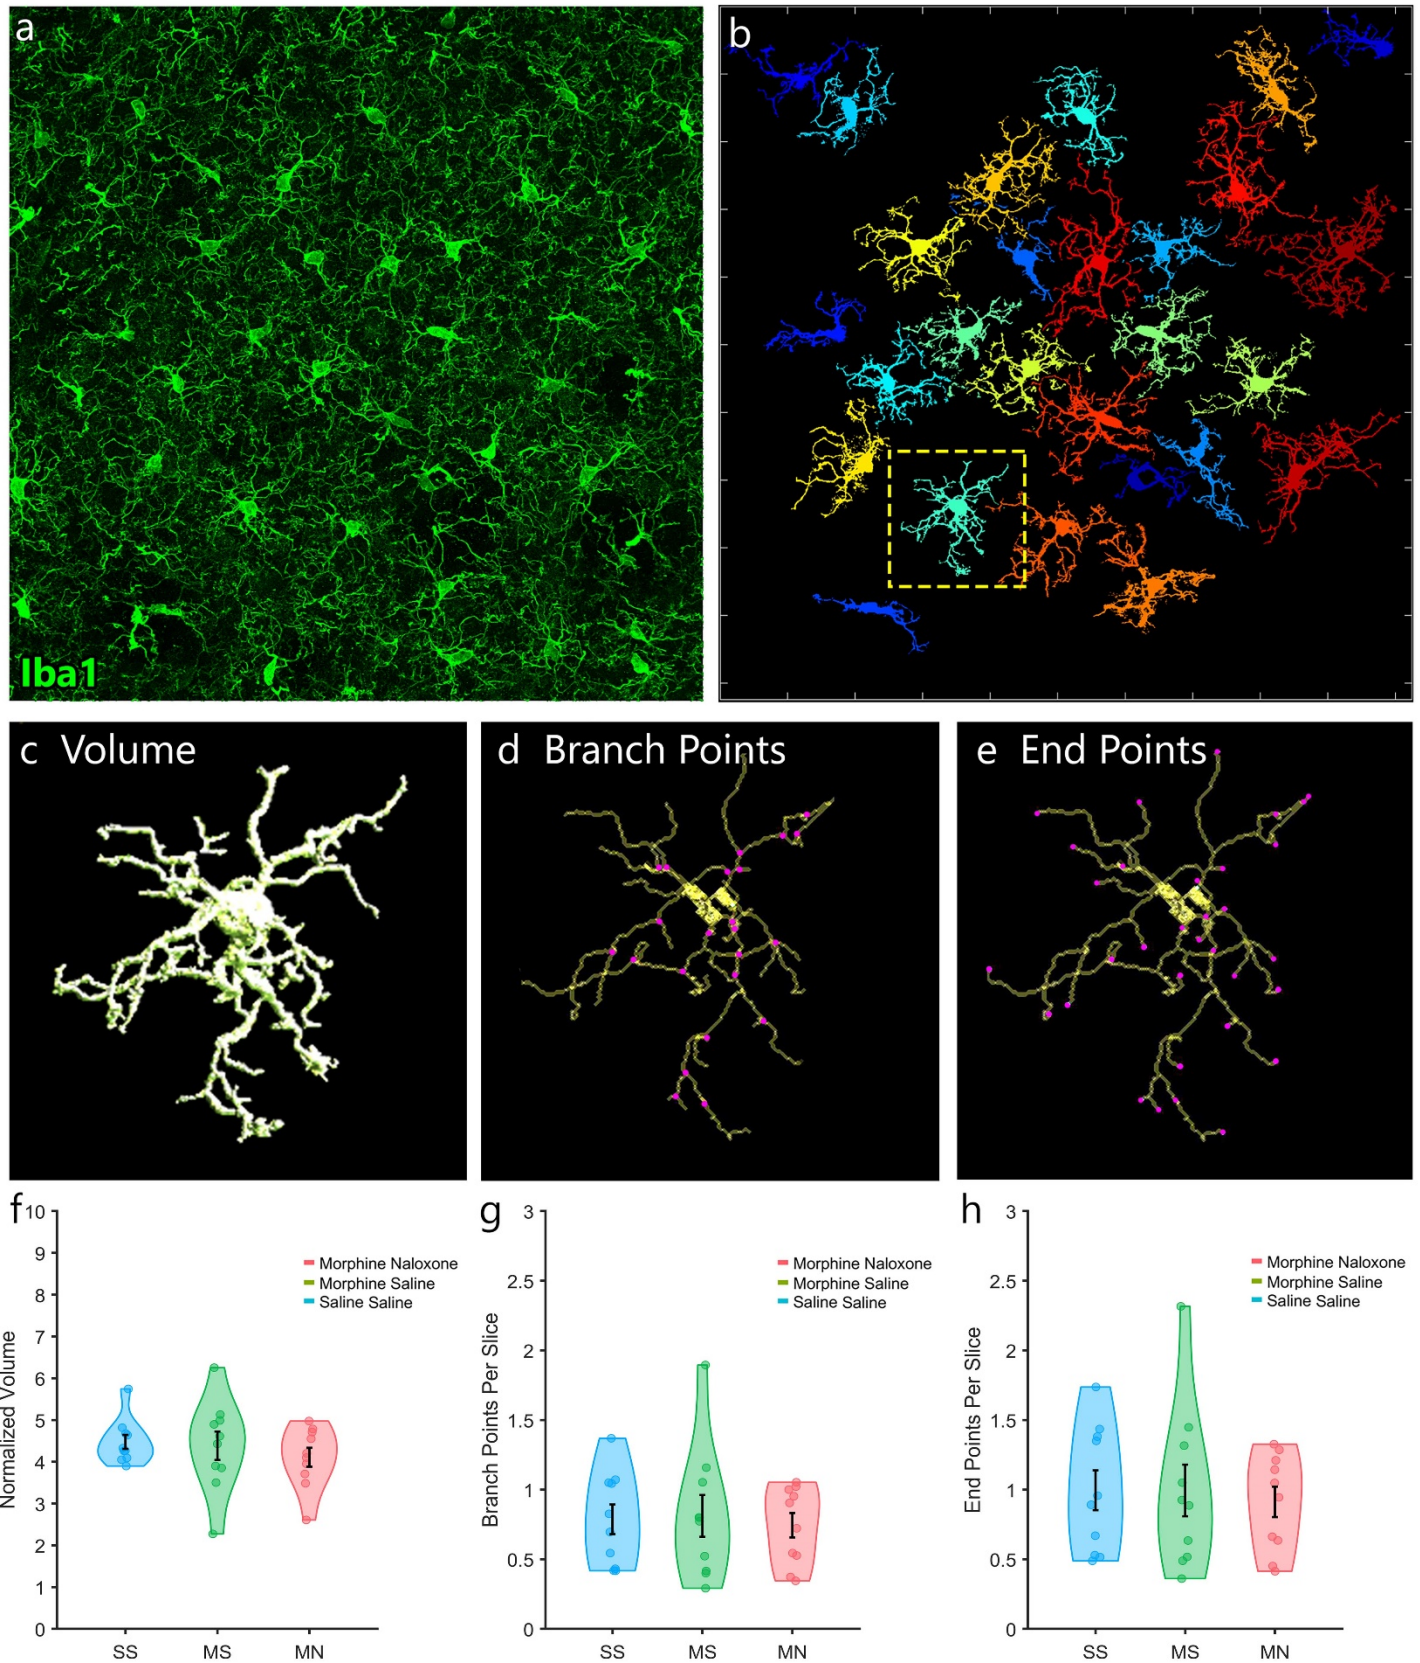 a
b
Iba1
c Volume
d Branch Points
e End Points
f
Normalized Volume
10
9
8
7
6
5
4
3
2
1
0
Morphine Naloxone
Morphine Saline
Saline Saline
SS MS MN
g
Branch Points Per Slice
3
2.5
2
1.5
1
0.5
0
Morphine Naloxone
Morphine Saline
Saline Saline
SS MS MN
h
End Points Per Slice
3
2.5
2
1.5
1
0.5
0
Morphine Naloxone
Morphine Saline
Saline Saline
SS MS MN